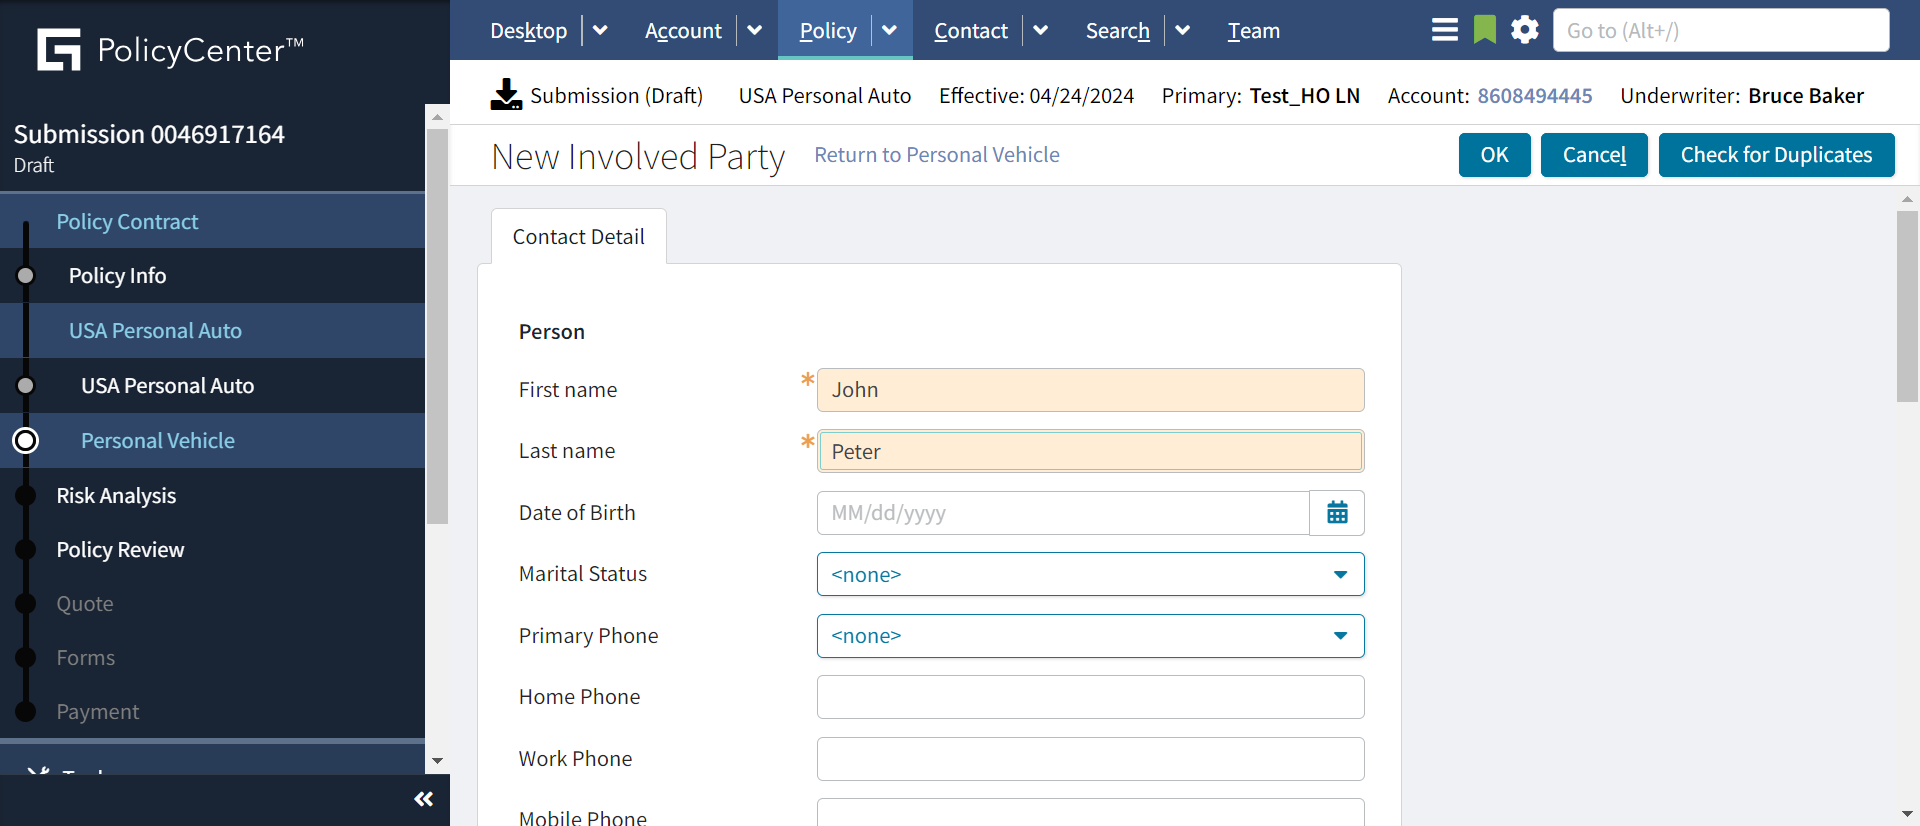 PolicyCenter™
Desktop Account Policy Contact Search Team Go to (Alt+/)
Submission (Draft) USA Personal Auto Effective: 04/24/2024 Primary: Test_HO LN Account: 8608494445 Underwriter: Bruce Baker
New Involved Party Return to Personal Vehicle OK Cancel Check for Duplicates
Submission 0046917164
Draft
Policy Contract
Policy Info
USA Personal Auto
USA Personal Auto
Personal Vehicle
Risk Analysis
Policy Review
Quote
Forms
Payment
Contact Detail
Person
First name * John
Last name * Peter
Date of Birth MM/dd/yyyy
Marital Status <none>
Primary Phone <none>
Home Phone
Work Phone
Mobile Phone